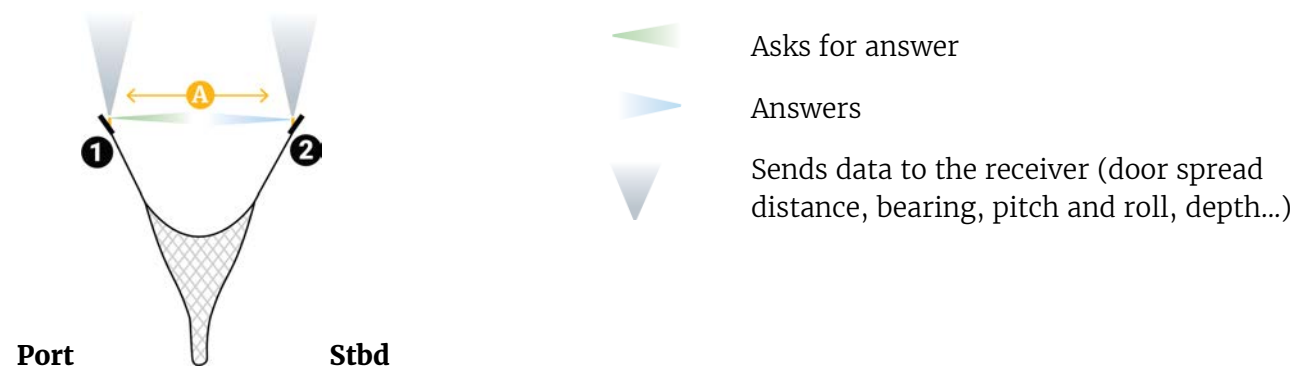 A
1
2
Port
Stbd
Asks for answer
Answers
Sends data to the receiver (door spread
distance, bearing, pitch and roll, depth...)